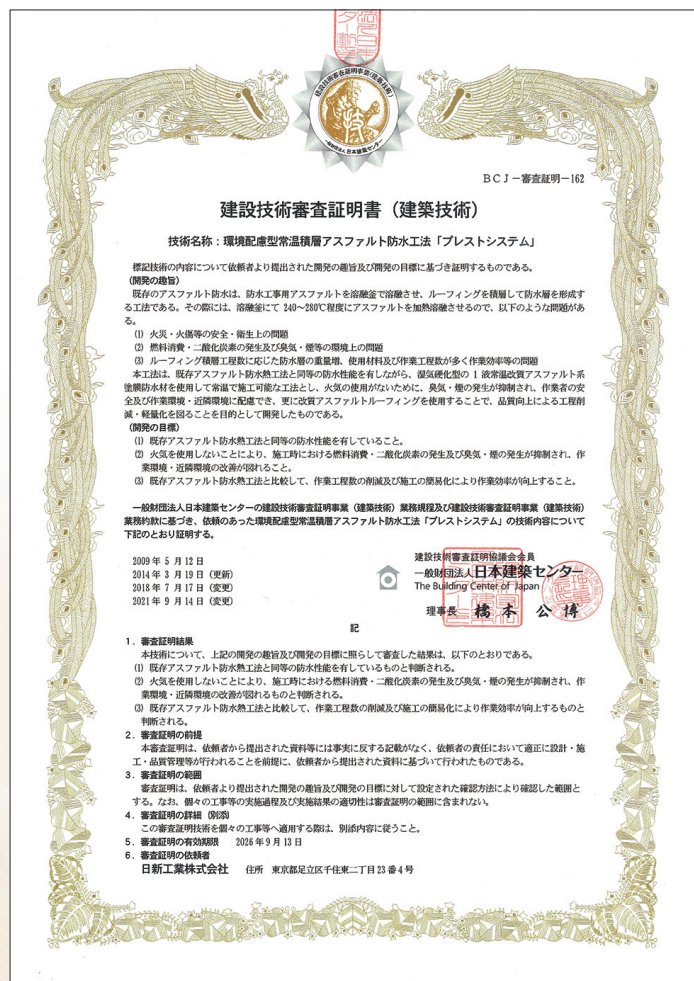 建設技術審査証明事業(建築技術)
技
一般財団法人 日本建築センター
BCJ-審査証明-162
建設技術審査証明書(建築技術)
技術名称:環境配慮型常温積層アスファルト防水工法「プレストシステム」
標記技術の内容について依頼者より提出された開発の趣旨及び開発の目標に基づき証明するものである。
(開発の趣旨)
既存のアスファルト防水は、防水工事用アスファルトを溶融釜で溶融させ、ルーフィングを積層して防水層を形成す
る工法である。その際には、溶融釜にて 240~280℃程度にアスファルトを加熱溶融させるので、以下のような問題があ
る。
(1) 火災・火傷等の安全・衛生上の問題
(2) 燃料消費・二酸化炭素の発生及び臭気・煙等の環境上の問題
(3) ルーフィング積層工程数に応じた防水層の重量増、使用材料及び作業工程数が多く作業効率等の問題
本工法は、既存アスファルト防水熱工法と同等の防水性能を有しながら、湿気硬化型の 1 液常温改質アスファルト系
塗膜防水材を使用して常温で施工可能な工法とし、火気の使用がないために、臭気・煙の発生が抑制され、作業者の安
全及び作業環境・近隣環境に配慮でき、更に改質アスファルトルーフィングを使用することで、品質向上による工程削
減・軽量化を図ることを目的として開発したものである。
(開発の目標)
(1) 既存アスファルト防水熱工法と同等の防水性能を有していること。
(2) 火気を使用しないことにより、施工時における燃料消費・二酸化炭素の発生及び臭気・煙の発生が抑制され、作
業環境・近隣環境の改善が図れること。
(3) 既存アスファルト防水熱工法と比較して、作業工程数の削減及び施工の簡易化により作業効率が向上すること。
一般財団法人日本建築センターの建設技術審査証明事業(建築技術)業務規程及び建設技術審査証明事業(建築技術)
業務約款に基づき、依頼のあった環境配慮型常温積層アスファルト防水工法「プレストシステム」の技術内容について
下記のとおり証明する。
2009年 5月12日
2014年 3月19日(更新)
2018年 7月17日(変更)
2021年 9月14日(変更)
建設技術審査証明協議会会員
一般財団法人日本建築センター
The Building Center of Japan
理事長 橋本 公博
記
1. 審査証明結果
本技術について、上記の開発の趣旨及び開発の目標に照らして審査した結果は、以下のとおりである。
(1) 既存アスファルト防水熱工法と同等の防水性能を有しているものと判断される。
(2) 火気を使用しないことにより、施工時における燃料消費・二酸化炭素の発生及び臭気・煙の発生が抑制され、作
業環境・近隣環境の改善が図れるものと判断される。
(3) 既存アスファルト防水熱工法と比較して、作業工程数の削減及び施工の簡易化により作業効率が向上するものと
判断される。
2. 審査証明の前提
本審査証明は、依頼者から提出された資料等には事実に反する記載がなく、依頼者の責任において適正に設計・施
工・品質管理等が行われることを前提に、依頼者から提出された資料に基づいて行われたものである。
3. 審査証明の範囲
審査証明は、依頼者より提出された開発の趣旨及び開発の目標に対して設定された確認方法により確認した範囲と
する。なお、個々の工事等の実施過程及び実施結果の適切性は審査証明の範囲に含まれない。
4. 審査証明の詳細(別添)
この審査証明技術を個々の工事等へ適用する際は、別添内容に従うこと。
5. 審査証明の有効期限 2026年9月13日
6. 審査証明の依頼者
日新工業株式会社 住所 東京都足立区千住東二丁目23番4号